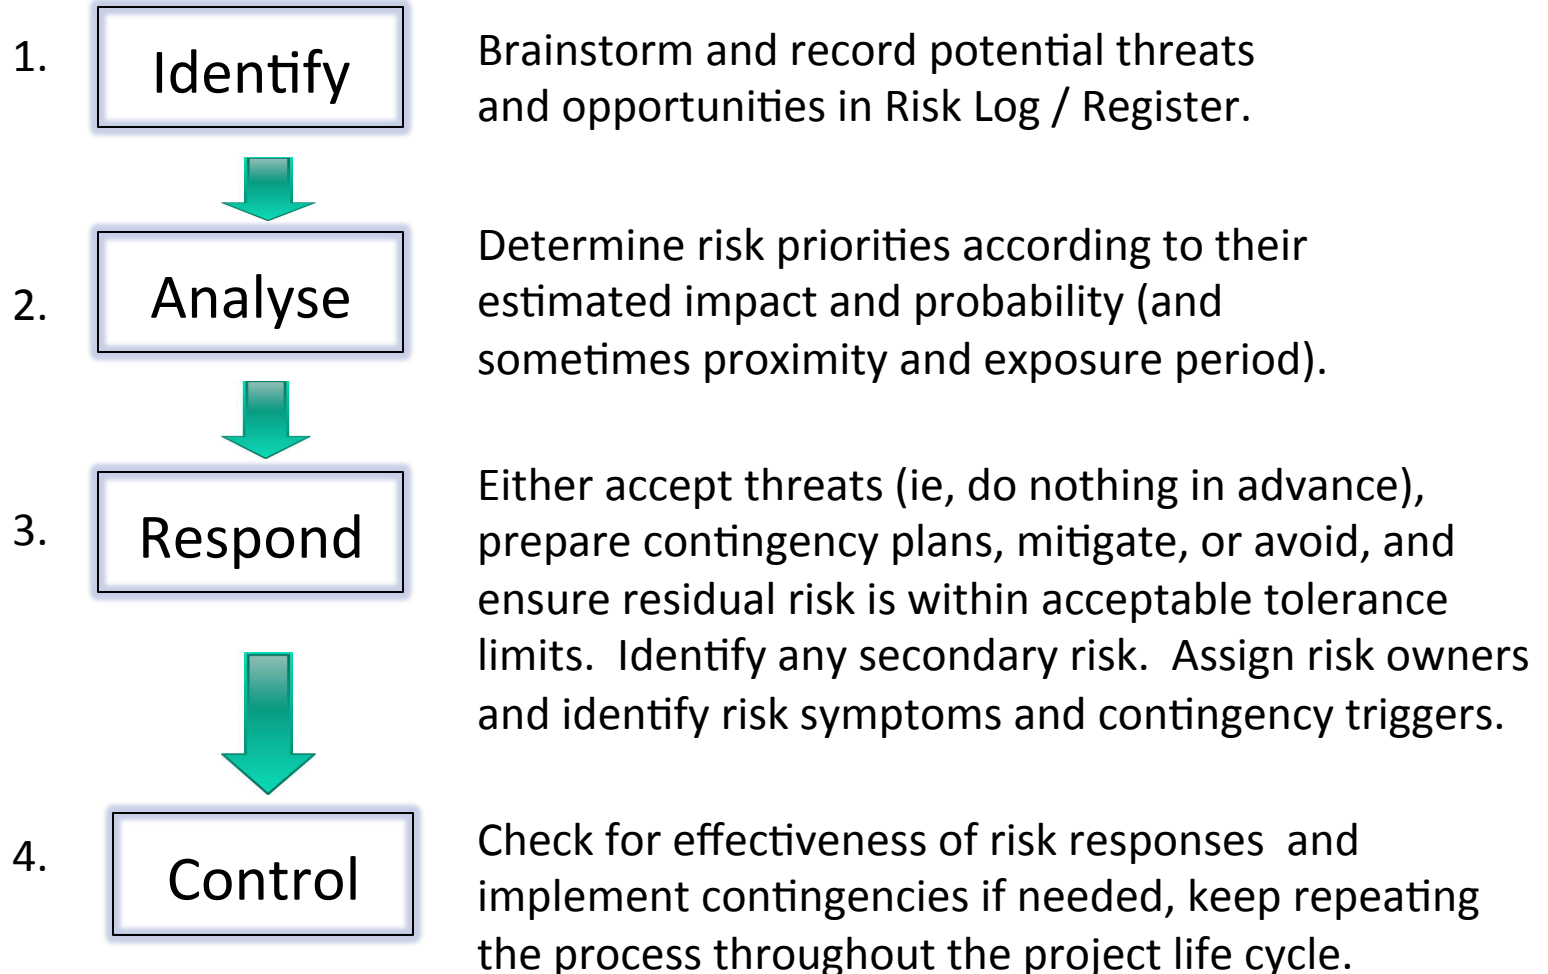 1.
Identify
Brainstorm and record potential threats
and opportunities in Risk Log / Register.
2.
Analyse
Determine risk priorities according to their
estimated impact and probability (and
sometimes proximity and exposure period).
3.
Respond
Either accept threats (ie, do nothing in advance),
prepare contingency plans, mitigate, or avoid, and
ensure residual risk is within acceptable tolerance
limits.  Identify any secondary risk.  Assign risk owners
and identify risk symptoms and contingency triggers.
4.
Control
Check for effectiveness of risk responses  and
implement contingencies if needed, keep repeating
the process throughout the project life cycle.